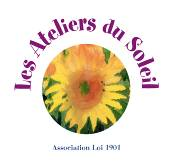 Les Ateliers du Soleil
Association Loi 1901